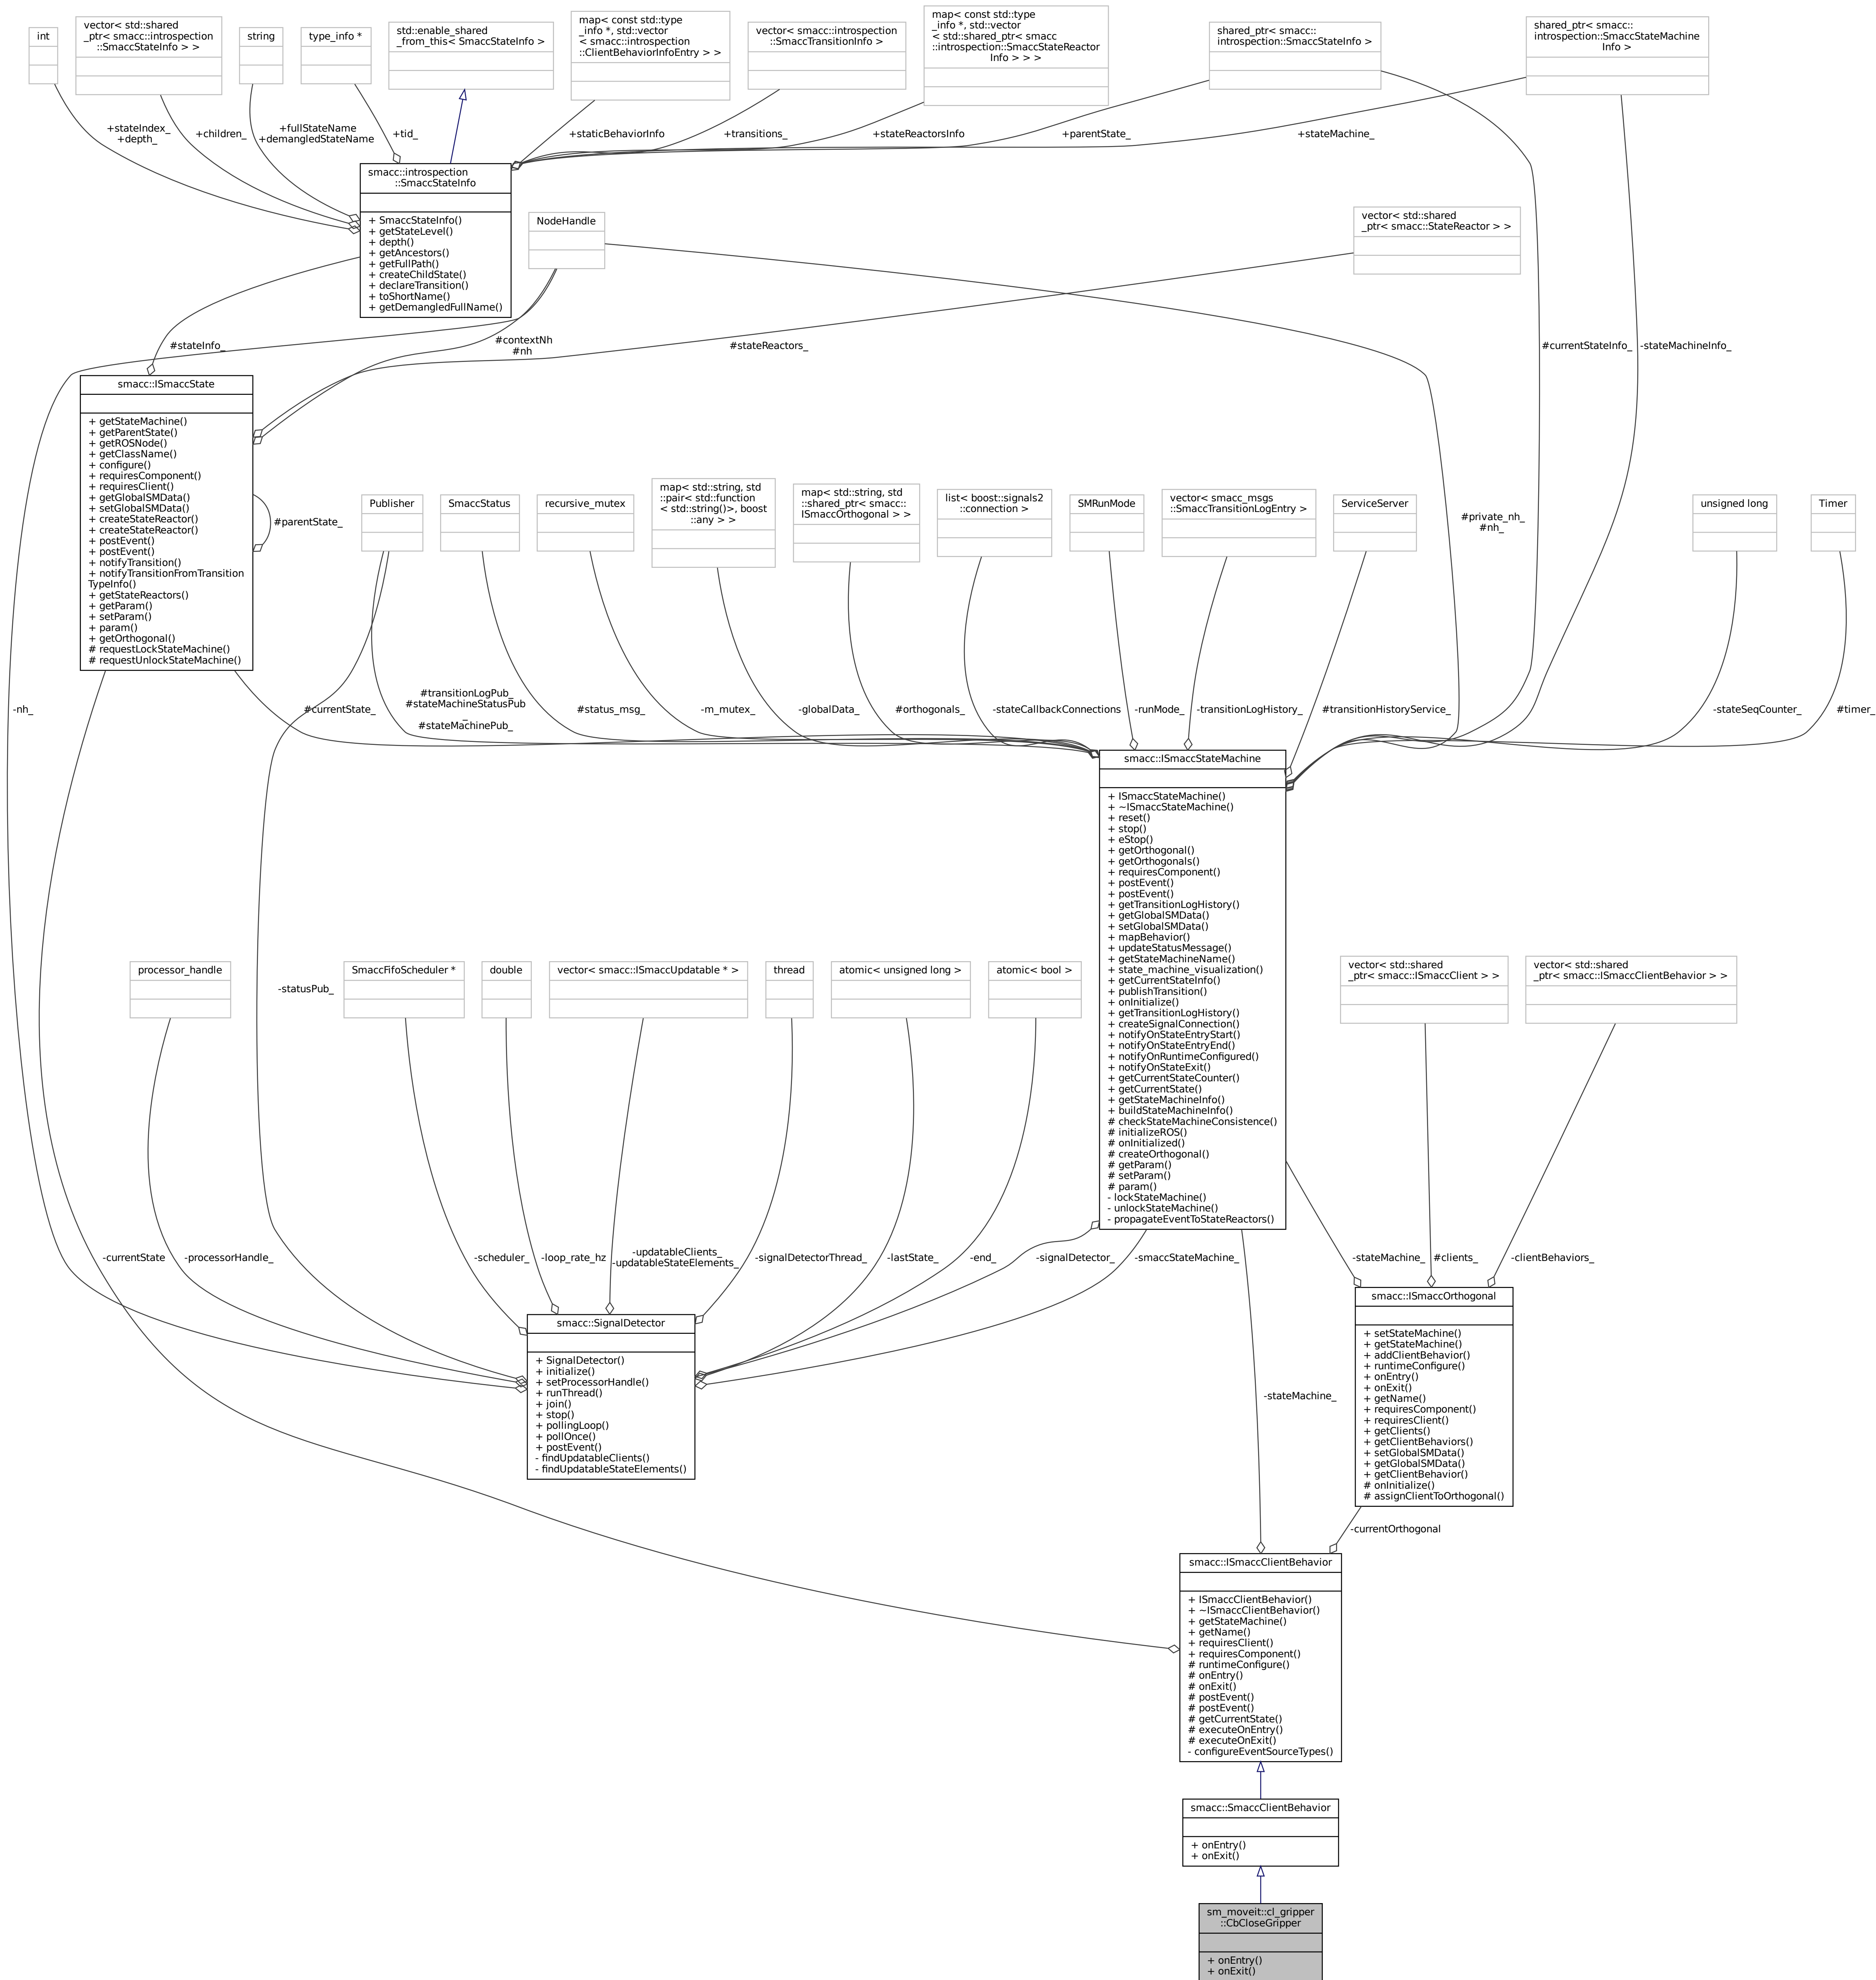 int
vector< std::shared
_ptr< smacc::introspection
::SmaccStateInfo > >
string
type_info *
std::enable_shared
_from_this< SmaccStateInfo >
map< const std::type
_info *, std::vector
< smacc::introspection
::ClientBehaviorInfoEntry > >
vector< smacc::introspection
::SmaccTransitionInfo >
map< const std::type
_info *, std::vector
< std::shared_ptr< smacc
::introspection::SmaccStateReactor
Info > > >
shared_ptr< smacc::
introspection::SmaccStateInfo >
shared_ptr< smacc::
introspection::SmaccStateMachine
Info >
+stateIndex_
+depth_
+children_
+fullStateName
+demangledStateName
+tid_
+staticBehaviorInfo
+transitions_
+stateReactorsInfo
+parentState_
+stateMachine_
smacc::introspection
::SmaccStateInfo
+ SmaccStateInfo()
+ getStateLevel()
+ depth()
+ getAncestors()
+ getFullPath()
+ createChildState()
+ declareTransition()
+ toShortName()
+ getDemangledFullName()
NodeHandle
vector< std::shared
_ptr< smacc::StateReactor > >
#stateInfo_
#contextNh
#nh
#stateReactors_
#currentStateInfo_
-stateMachineInfo_
smacc::ISmaccState
+ getStateMachine()
+ getParentState()
+ getROSNode()
+ getClassName()
+ configure()
+ requiresComponent()
+ requiresClient()
+ getGlobalSMData()
+ setGlobalSMData()
+ createStateReactor()
+ createStateReactor()
+ postEvent()
+ postEvent()
+ notifyTransition()
+ notifyTransitionFromTransition
TypeInfo()
+ getStateReactors()
+ getParam()
+ setParam()
+ param()
+ getOrthogonal()
# requestLockStateMachine()
# requestUnlockStateMachine()
#parentState_
Publisher
SmaccStatus
recursive_mutex
map< std::string, std
::pair< std::function
< std::string()>, boost
::any > >
map< std::string, std
::shared_ptr< smacc::
ISmaccOrthogonal > >
list< boost::signals2
::connection >
SMRunMode
vector< smacc_msgs
::SmaccTransitionLogEntry >
ServiceServer
#private_nh_
#nh_
unsigned long
Timer
-nh_
#currentState_
#transitionLogPub_
#stateMachineStatusPub
_
#stateMachinePub_
#status_msg_
-m_mutex_
-globalData_
#orthogonals_
-stateCallbackConnections
-runMode_
-transitionLogHistory_
#transitionHistoryService_
-stateSeqCounter_
#timer_
smacc::ISmaccStateMachine
+ ISmaccStateMachine()
+ ~ISmaccStateMachine()
+ reset()
+ stop()
+ eStop()
+ getOrthogonal()
+ getOrthogonals()
+ requiresComponent()
+ postEvent()
+ postEvent()
+ getTransitionLogHistory()
+ getGlobalSMData()
+ setGlobalSMData()
+ mapBehavior()
+ updateStatusMessage()
+ getStateMachineName()
+ state_machine_visualization()
+ getCurrentStateInfo()
+ publishTransition()
+ onInitialize()
+ getTransitionLogHistory()
+ createSignalConnection()
+ notifyOnStateEntryStart()
+ notifyOnStateEntryEnd()
+ notifyOnRuntimeConfigured()
+ notifyOnStateExit()
+ getCurrentStateCounter()
+ getCurrentState()
+ getStateMachineInfo()
+ buildStateMachineInfo()
# checkStateMachineConsistence()
# initializeROS()
# onInitialized()
# createOrthogonal()
# getParam()
# setParam()
# param()
- lockStateMachine()
- unlockStateMachine()
- propagateEventToStateReactors()
processor_handle
-statusPub_
SmaccFifoScheduler *
double
vector< smacc::ISmaccUpdatable * >
thread
atomic< unsigned long >
atomic< bool >
vector< std::shared
_ptr< smacc::ISmaccClient > >
vector< std::shared
_ptr< smacc::ISmaccClientBehavior > >
-currentState
-processorHandle_
-scheduler_
-loop_rate_hz
-updatableClients_
-updatableStateElements_
-signalDetectorThread_
-lastState_
-end_
-signalDetector_
-smaccStateMachine_
-stateMachine_
#clients_
-clientBehaviors_
smacc::SignalDetector
+ SignalDetector()
+ initialize()
+ setProcessorHandle()
+ runThread()
+ join()
+ stop()
+ pollingLoop()
+ pollOnce()
+ postEvent()
- findUpdatableClients()
- findUpdatableStateElements()
-stateMachine_
smacc::ISmaccOrthogonal
+ setStateMachine()
+ getStateMachine()
+ addClientBehavior()
+ runtimeConfigure()
+ onEntry()
+ onExit()
+ getName()
+ requiresComponent()
+ requiresClient()
+ getClients()
+ getClientBehaviors()
+ setGlobalSMData()
+ getGlobalSMData()
+ getClientBehavior()
# onInitialize()
# assignClientToOrthogonal()
-currentOrthogonal
smacc::ISmaccClientBehavior
+ ISmaccClientBehavior()
+ ~ISmaccClientBehavior()
+ getStateMachine()
+ getName()
+ requiresClient()
+ requiresComponent()
# runtimeConfigure()
# onEntry()
# onExit()
# postEvent()
# postEvent()
# getCurrentState()
# executeOnEntry()
# executeOnExit()
- configureEventSourceTypes()
smacc::SmaccClientBehavior
+ onEntry()
+ onExit()
sm_moveit::cl_gripper
::CbCloseGripper
+ onEntry()
+ onExit()